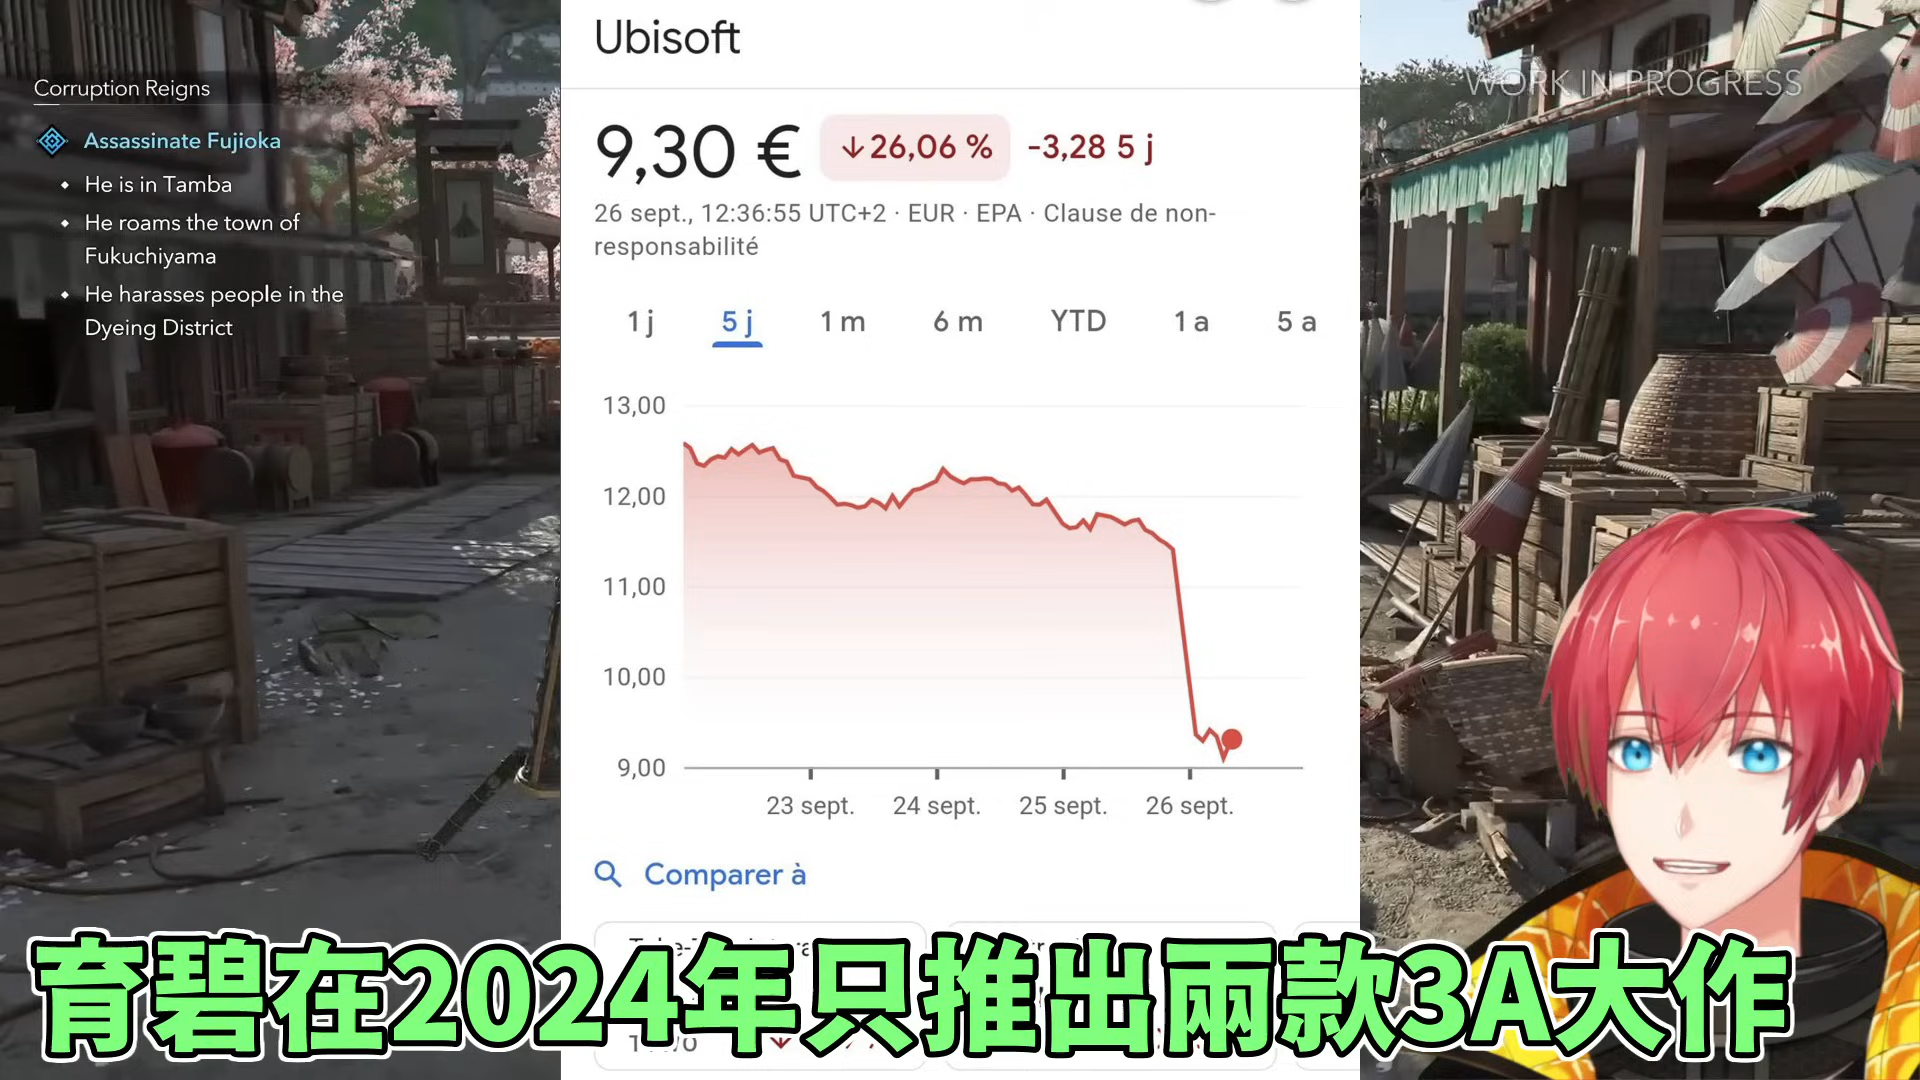 Corruption Reigns
Assassinate Fujioka
He is in Tamba
He roams the town of
Fukuchiyama
He harasses people in the
Dyeing District
Ubisoft
9,30 € ↓26,06 % -3,28 5 j
26 sept., 12:36:55 UTC+2 · EUR · EPA · Clause de non-
responsabilité
1 j 5 j 1 m 6 m YTD 1 a 5 a
13,00
12,00
11,00
10,00
9,00
23 sept. 24 sept. 25 sept. 26 sept.
Comparer à
WORK IN PROGRESS
育碧在2024年只推出兩款3A大作